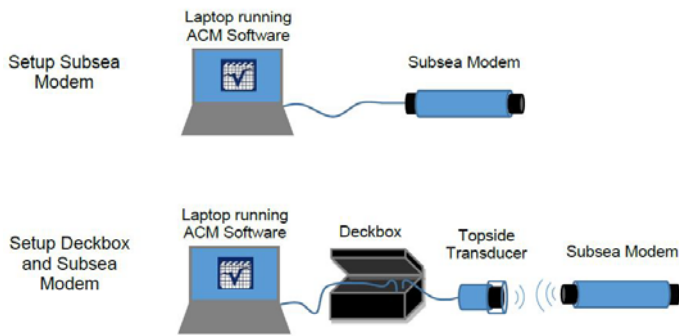 Laptop running
ACM Software
Setup Subsea
Modem
Subsea Modem
Laptop running
ACM Software
Deckbox
Topside
Transducer
Subsea Modem
Setup Deckbox
and Subsea
Modem